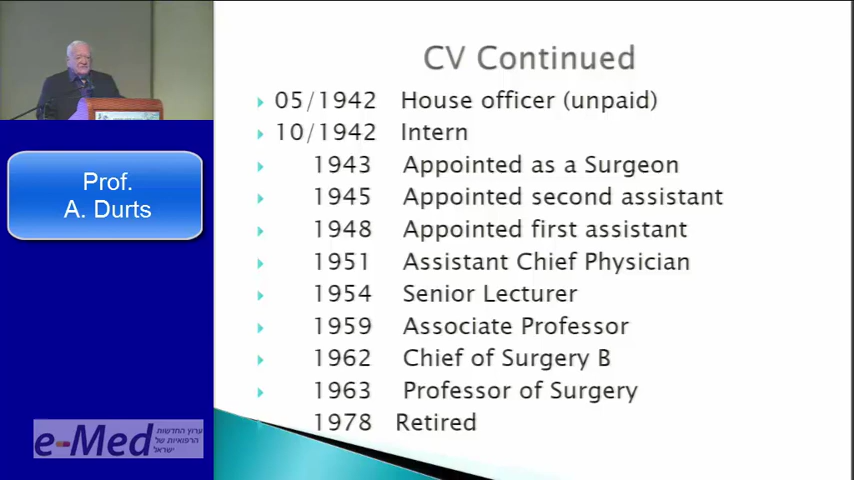 CV Continued
05/1942 House officer (unpaid)
10/1942 Intern
1943 Appointed as a Surgeon
1945 Appointed second assistant
1948 Appointed first assistant
1951 Assistant Chief Physician
1954 Senior Lecturer
1959 Associate Professor
1962 Chief of Surgery B
1963 Professor of Surgery
1978 Retired
Prof.
A. Durts
e-Med
ערוץ החדשות
הרפואיות של
ישראל